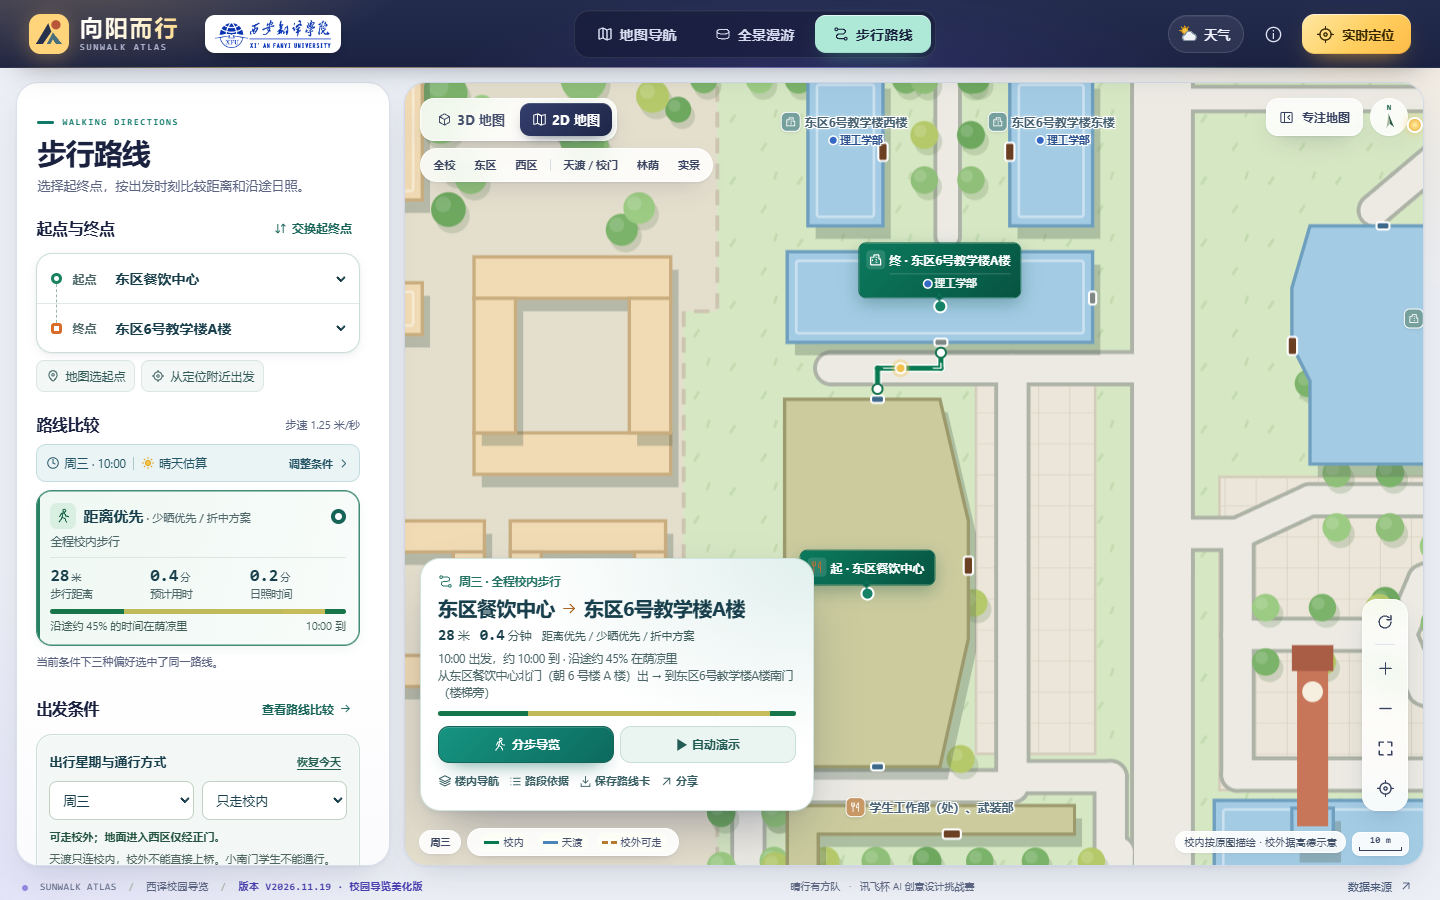 向阳而行
SUNWALK ATLAS
西安翻译学院
XFU
XI' AN FANYI UNIVERSITY
地图导航
全景漫游
步行路线
天气
实时定位
WALKING DIRECTIONS
步行路线
选择起终点，按出发时刻比较距离和沿途日照。
起点与终点
交换起终点
起点 东区餐饮中心
终点 东区6号教学楼A楼
地图选起点
从定位附近出发
路线比较
步速 1.25 米/秒
周三 · 10:00
晴天估算
调整条件
距离优先 · 少晒优先 / 折中方案
全程校内步行
28 米 0.4 分 0.2 分
步行距离 预计用时 日照时间
沿途约 45% 的时间在荫凉里 10:00 到
当前条件下三种偏好选中了同一路线。
出发条件
查看路线比较 →
出行星期与通行方式
恢复今天
周三
只走校内
可走校外；地面进入西区仅经正门。
天渡只连校内，校外不能直接上桥。小南门学生不能通行。
3D 地图
2D 地图
全校 东区 西区 天渡 / 校门 林荫 实景
专注地图
N
东区6号教学楼西楼
理工学部
东区6号教学楼东楼
理工学部
终 · 东区6号教学楼A楼
理工学部
起 · 东区餐饮中心
学生工作部（处）、武装部
周三 · 全程校内步行
东区餐饮中心 → 东区6号教学楼A楼
28 米 0.4 分钟 距离优先 / 少晒优先 / 折中方案
10:00 出发，约 10:00 到 · 沿途约 45% 在荫凉里
从东区餐饮中心北门（朝 6 号楼 A 楼）出 → 到东区6号教学楼A楼南门
（楼梯旁）
分步导览
自动演示
楼内导航 路段依据 保存路线卡 分享
周三
校内 天渡 校外可走
校内按原图描绘 · 校外据高德示意
10 m
SUNWALK ATLAS / 西译校园导览 / 版本 V2026.11.19 · 校园导览美化版
晴行有方队 · 讯飞杯 AI 创意设计挑战赛
数据来源